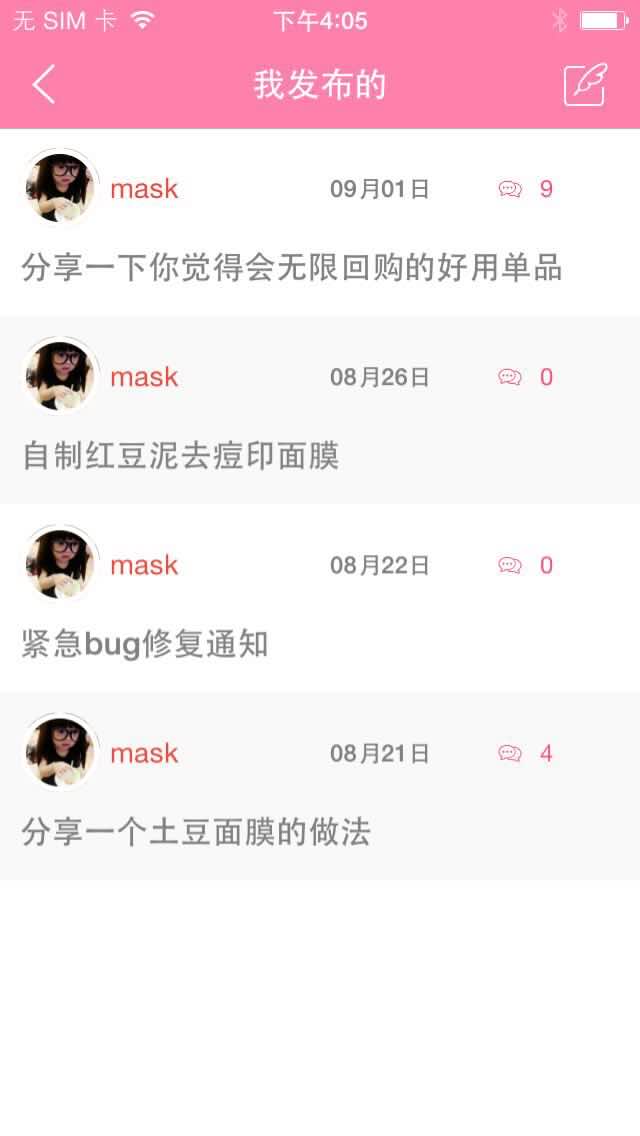 无 SIM 卡 下午4:05
我发布的
mask 09月01日 9
分享一下你觉得会无限回购的好用单品
mask 08月26日 0
自制红豆泥去痘印面膜
mask 08月22日 0
紧急bug修复通知
mask 08月21日 4
分享一个土豆面膜的做法